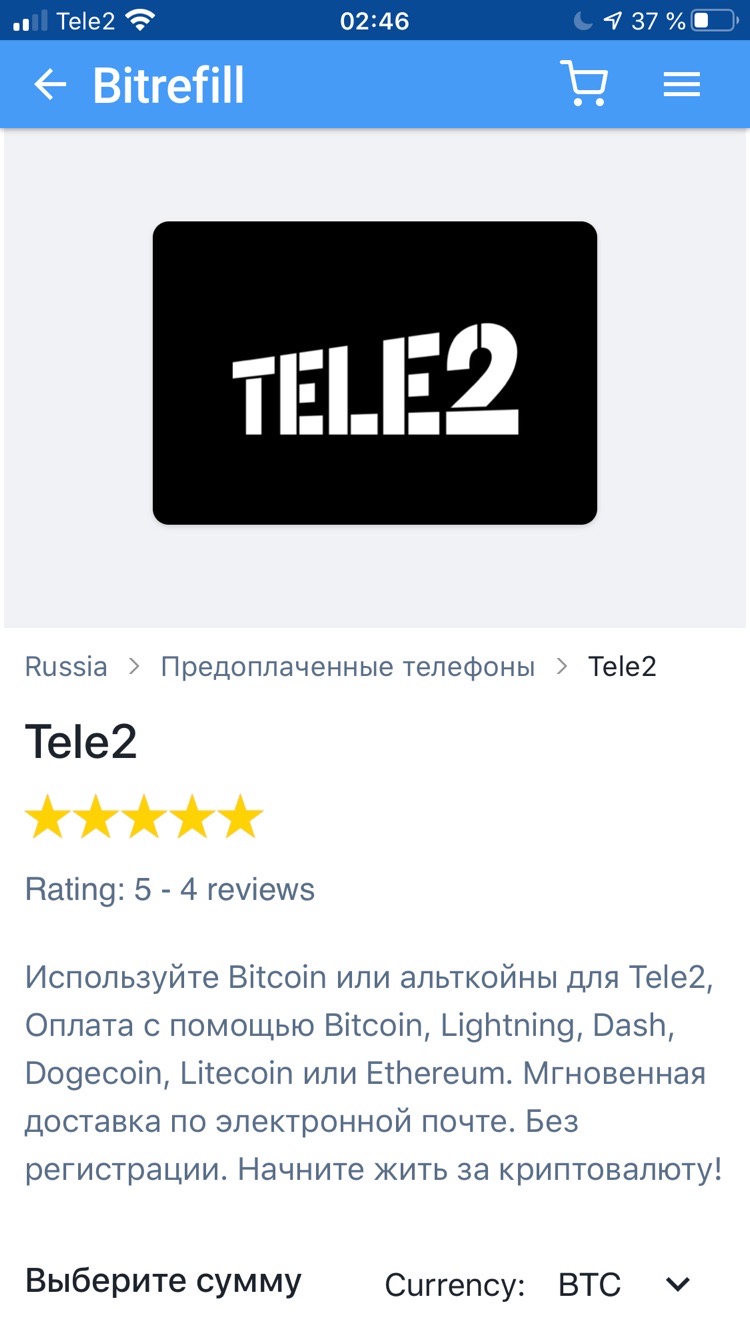 Tele2 02:46 37 %
Bitrefill
TELE2
Russia > Предоплаченные телефоны > Tele2
Tele2
Rating: 5 - 4 reviews
Используйте Bitcoin или альткойны для Tele2,
Оплата с помощью Bitcoin, Lightning, Dash,
Dogecoin, Litecoin или Ethereum. Мгновенная
доставка по электронной почте. Без
регистрации. Начните жить за криптовалюту!
Выберите сумму Currency: BTC